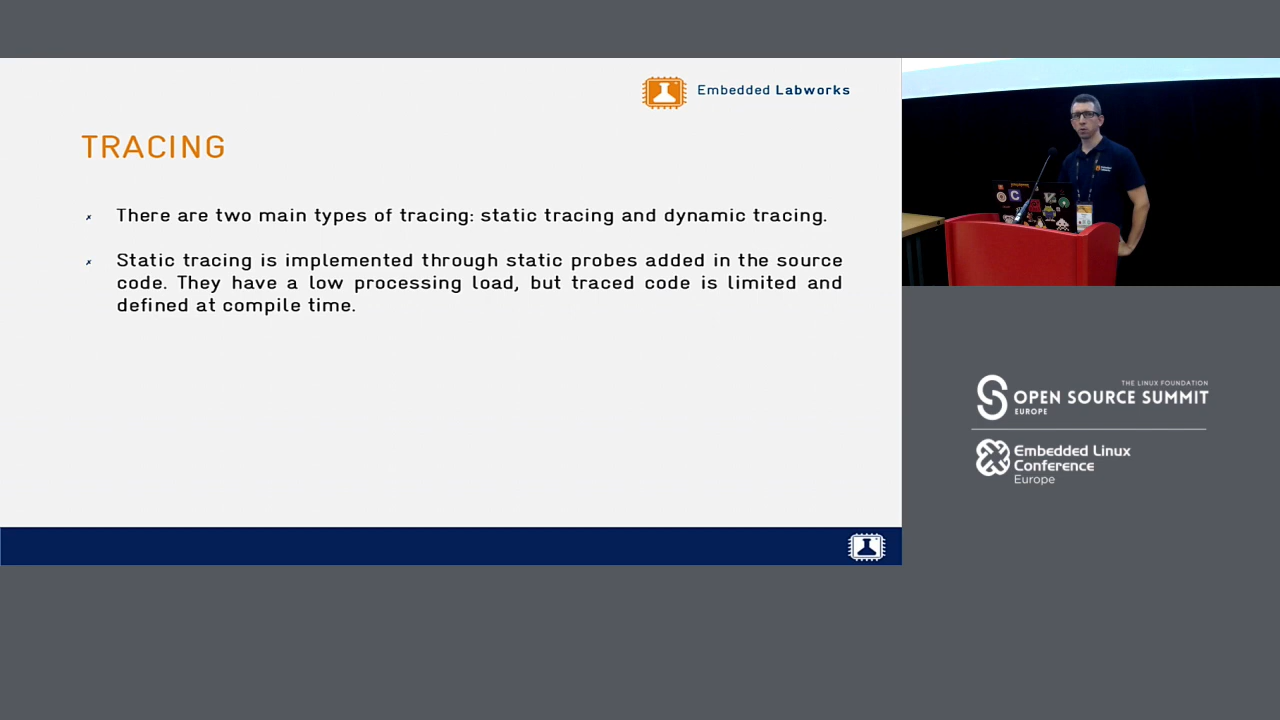 Embedded Labworks
TRACING
There are two main types of tracing: static tracing and dynamic tracing.
Static tracing is implemented through static probes added in the source
code. They have a low processing load, but traced code is limited and
defined at compile time.
THE LINUX FOUNDATION
OPEN SOURCE SUMMIT
EUROPE
Embedded Linux
Conference
Europe